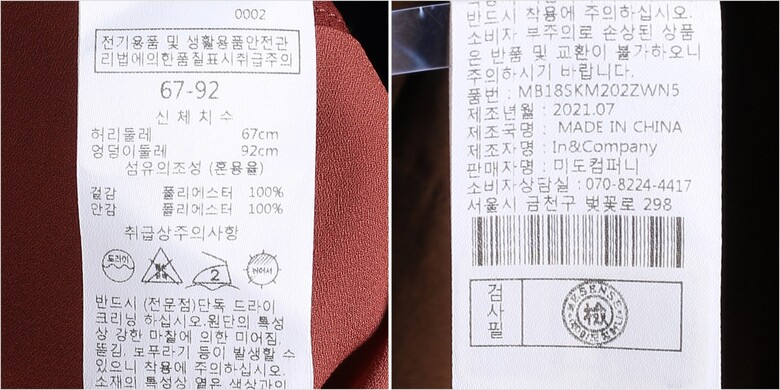 0002
전기용품 및 생활용품안전관
리법에의한품질표시취급주의
67-92
신체치수
허리둘레 67cm
엉덩이둘레 92cm
섬유의조성 (혼용율)
겉감 폴리에스터 100%
안감 폴리에스터 100%
취급상주의사항
드라이
2
반드시 (전문점)단독 드라이
크리닝 하십시오.원단의 특성
상 강한 마찰에 의한 미어짐,
뜯김, 보푸라기 등이 발생할 수
있으니 착용에 주의하십시오.
소재의 특성상 옅은 색상과의
반드시 착용에 주의하십시오.
소비자 부주의로 손상된 상품
은 반품 및 교환이 불가하오니
주의하시기 바랍니다.
품번 : MB18SKM202ZWN5
제조년월 : 2021.07
제조국명 : MADE IN CHINA
제조자명 : In&Company
판매자명 : 미도컴퍼니
소비자상담실 : 070-8224-4417
서울시 금천구 벚꽃로 298
검사필